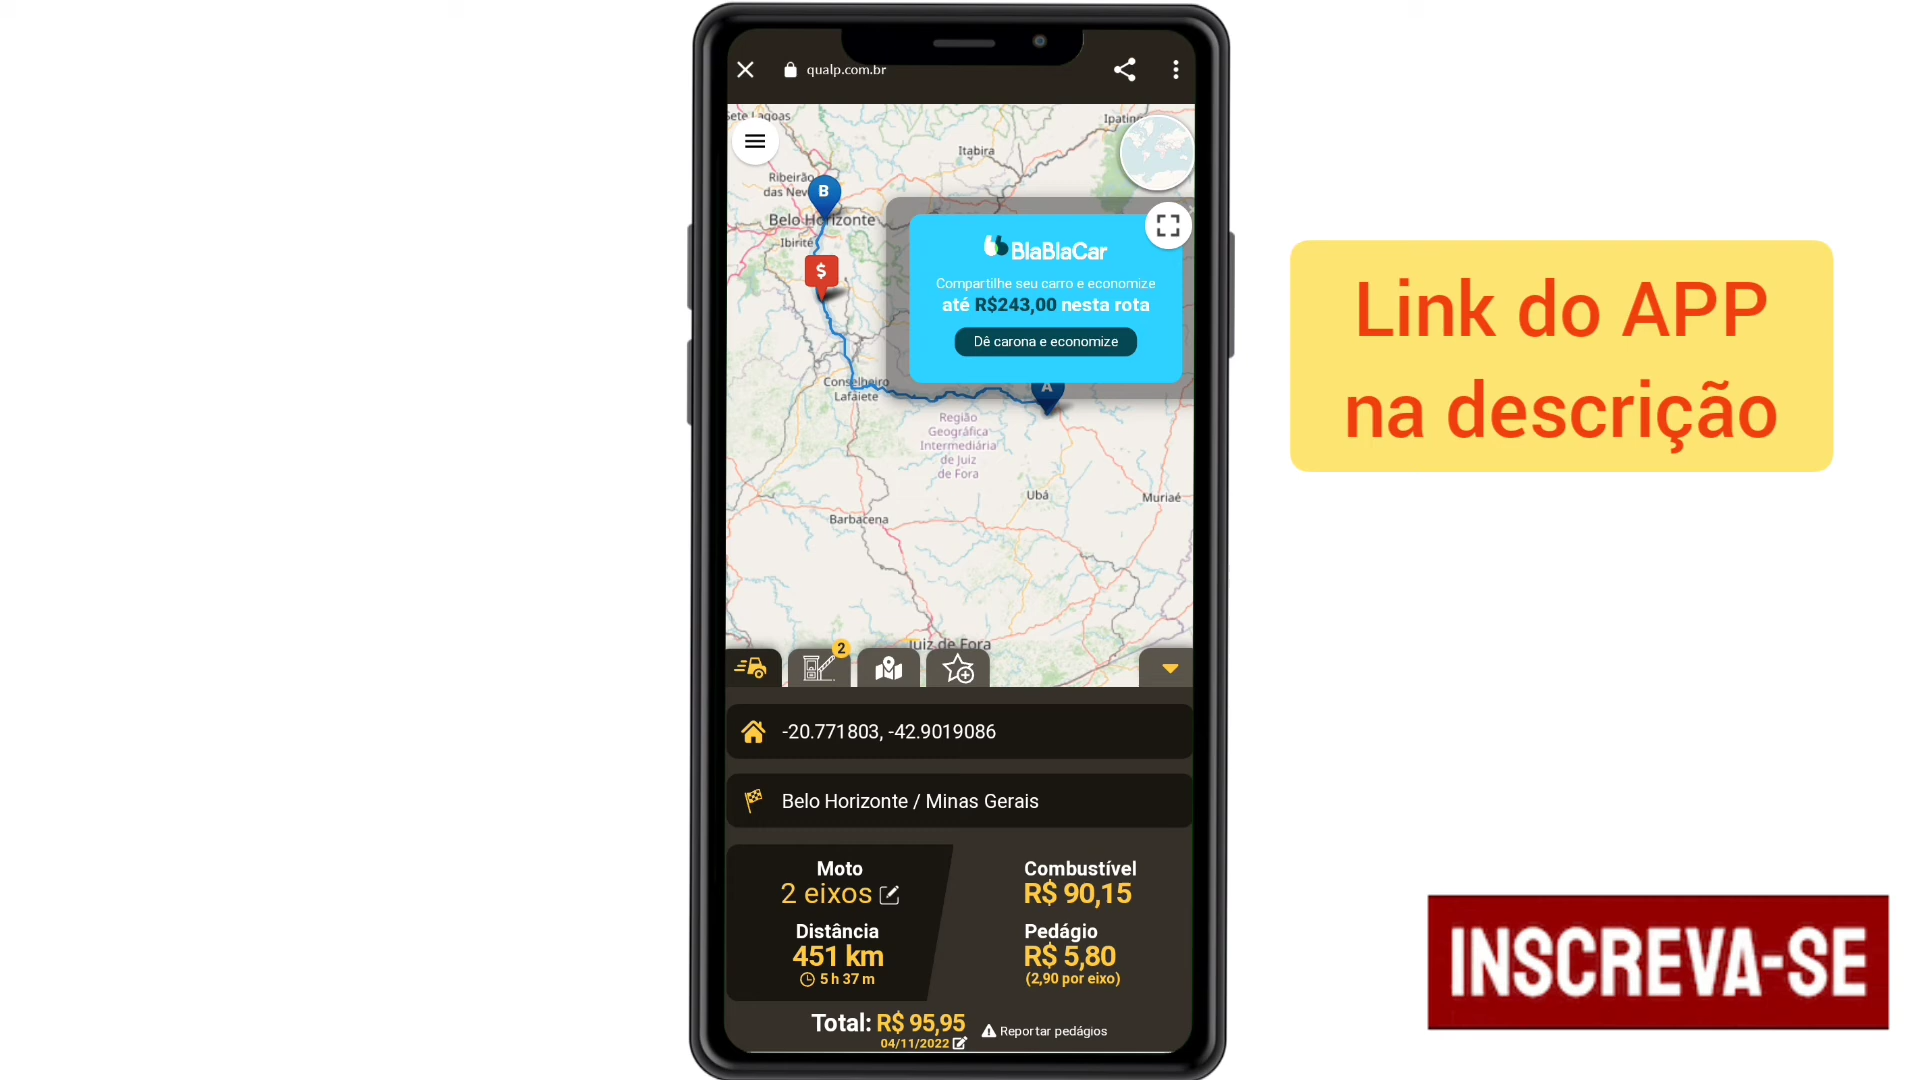 qualp.com.br
Sete Lagoas
Ipatin
Itabira
Ribeirão
das Nev
B
Belo Horizonte
Ibirité
$
BlaBlaCar
Compartilhe seu carro e economize
até R$243,00 nesta rota
Dê carona e economize
A
Conselheiro
Lafaiete
Região
Geográfica
Intermediária
de Juiz
de Fora
Ubá
Muriaé
Barbacena
Juiz de Fora
2
-20.771803, -42.9019086
Belo Horizonte / Minas Gerais
Moto
2 eixos
Distância
451 km
5 h 37 m
Combustível
R$ 90,15
Pedágio
R$ 5,80
(2,90 por eixo)
Total: R$ 95,95
04/11/2022
Reportar pedágios
Link do APP
na descrição
INSCREVA-SE